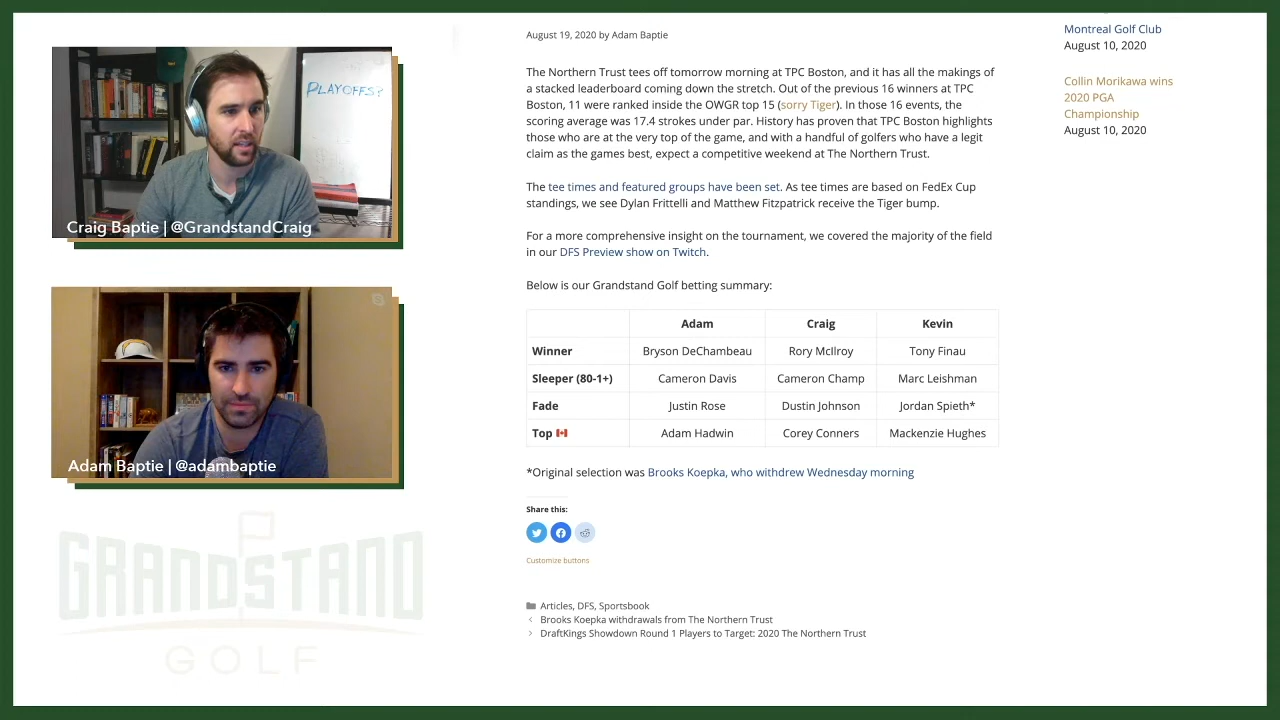 PLAYOFFS?
Craig Baptie | @GrandstandCraig
Adam Baptie | @adambaptie
GRANDSTAND
GOLF
August 19, 2020 by Adam Baptie
The Northern Trust tees off tomorrow morning at TPC Boston, and it has all the makings of
a stacked leaderboard coming down the stretch. Out of the previous 16 winners at TPC
Boston, 11 were ranked inside the OWGR top 15 (sorry Tiger). In those 16 events, the
scoring average was 17.4 strokes under par. History has proven that TPC Boston highlights
those who are at the very top of the game, and with a handful of golfers who have a legit
claim as the games best, expect a competitive weekend at The Northern Trust.
The tee times and featured groups have been set. As tee times are based on FedEx Cup
standings, we see Dylan Frittelli and Matthew Fitzpatrick receive the Tiger bump.
For a more comprehensive insight on the tournament, we covered the majority of the field
in our DFS Preview show on Twitch.
Below is our Grandstand Golf betting summary:
Adam Craig Kevin
Winner Bryson DeChambeau Rory McIlroy Tony Finau
Sleeper (80-1+) Cameron Davis Cameron Champ Marc Leishman
Fade Justin Rose Dustin Johnson Jordan Spieth*
Top Adam Hadwin Corey Conners Mackenzie Hughes
*Original selection was Brooks Koepka, who withdrew Wednesday morning
Share this:
Customize buttons
Articles, DFS, Sportsbook
Brooks Koepka withdrawals from The Northern Trust
DraftKings Showdown Round 1 Players to Target: 2020 The Northern Trust
Montreal Golf Club
August 10, 2020
Collin Morikawa wins
2020 PGA
Championship
August 10, 2020